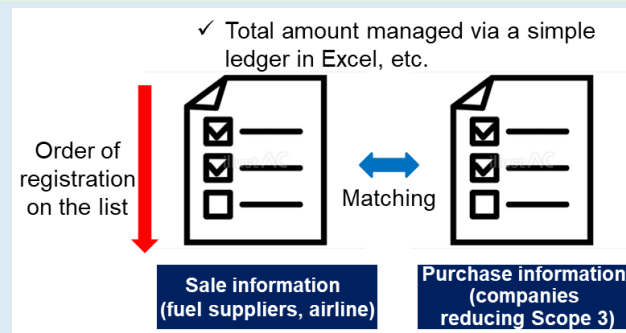 ✓ Total amount managed via a simple
ledger in Excel, etc.
Order of
registration
on the list
Matching
Sale information
(fuel suppliers, airline)
Purchase information
(companies
reducing Scope 3)